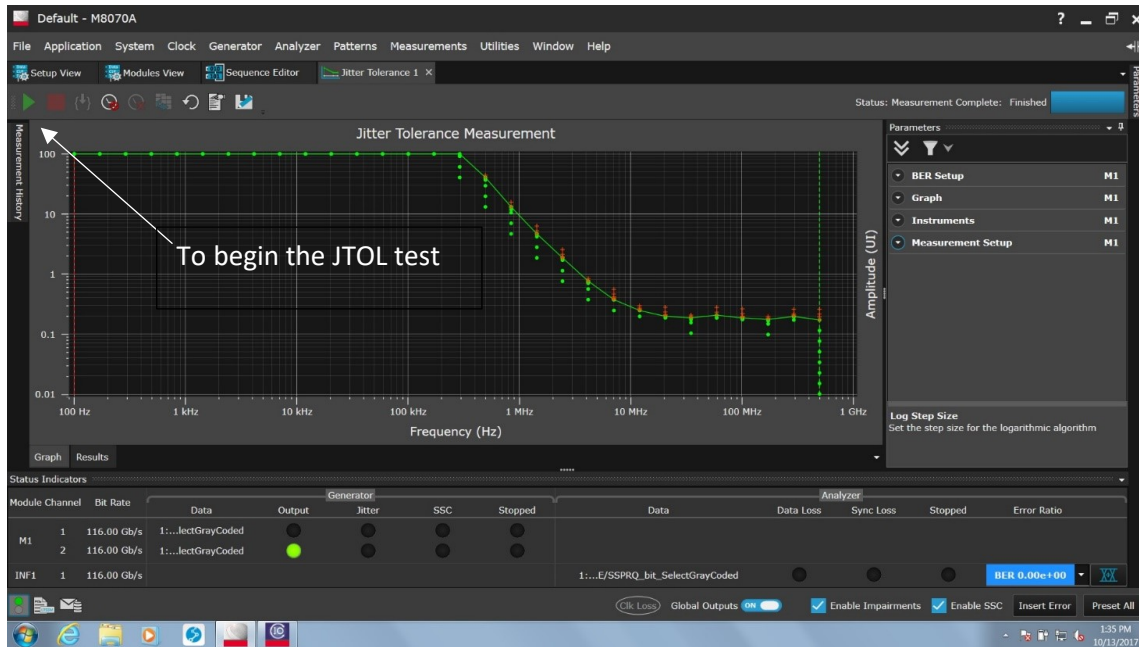 Default - M8070A
?
File Application System Clock Generator Analyzer Patterns Measurements Utilities Window Help
Setup View Modules View Sequence Editor Jitter Tolerance 1 ×
Parameters
Status: Measurement Complete: Finished
Measurement History
Jitter Tolerance Measurement
100
10
1
0.1
0.01
To begin the JTOL test
Amplitude (UI)
100 Hz 1 kHz 10 kHz 100 kHz 1 MHz 10 MHz 100 MHz 1 GHz
Frequency (Hz)
Parameters
BER Setup M1
Graph M1
Instruments M1
Measurement Setup M1
Log Step Size
Set the step size for the logarithmic algorithm
Graph Results
Status Indicators
Module Channel Bit Rate Generator Analyzer
Data Output Jitter SSC Stopped Data Data Loss Sync Loss Stopped Error Ratio
M1
1 116.00 Gb/s 1:...lectGrayCoded
2 116.00 Gb/s 1:...lectGrayCoded
INF1 1 116.00 Gb/s 1:...E/SSPRQ_bit_SelectGrayCoded BER 0.00e+00
Clk Loss Global Outputs ON Enable Impairments Enable SSC Insert Error Preset All
1:35 PM
10/13/2017